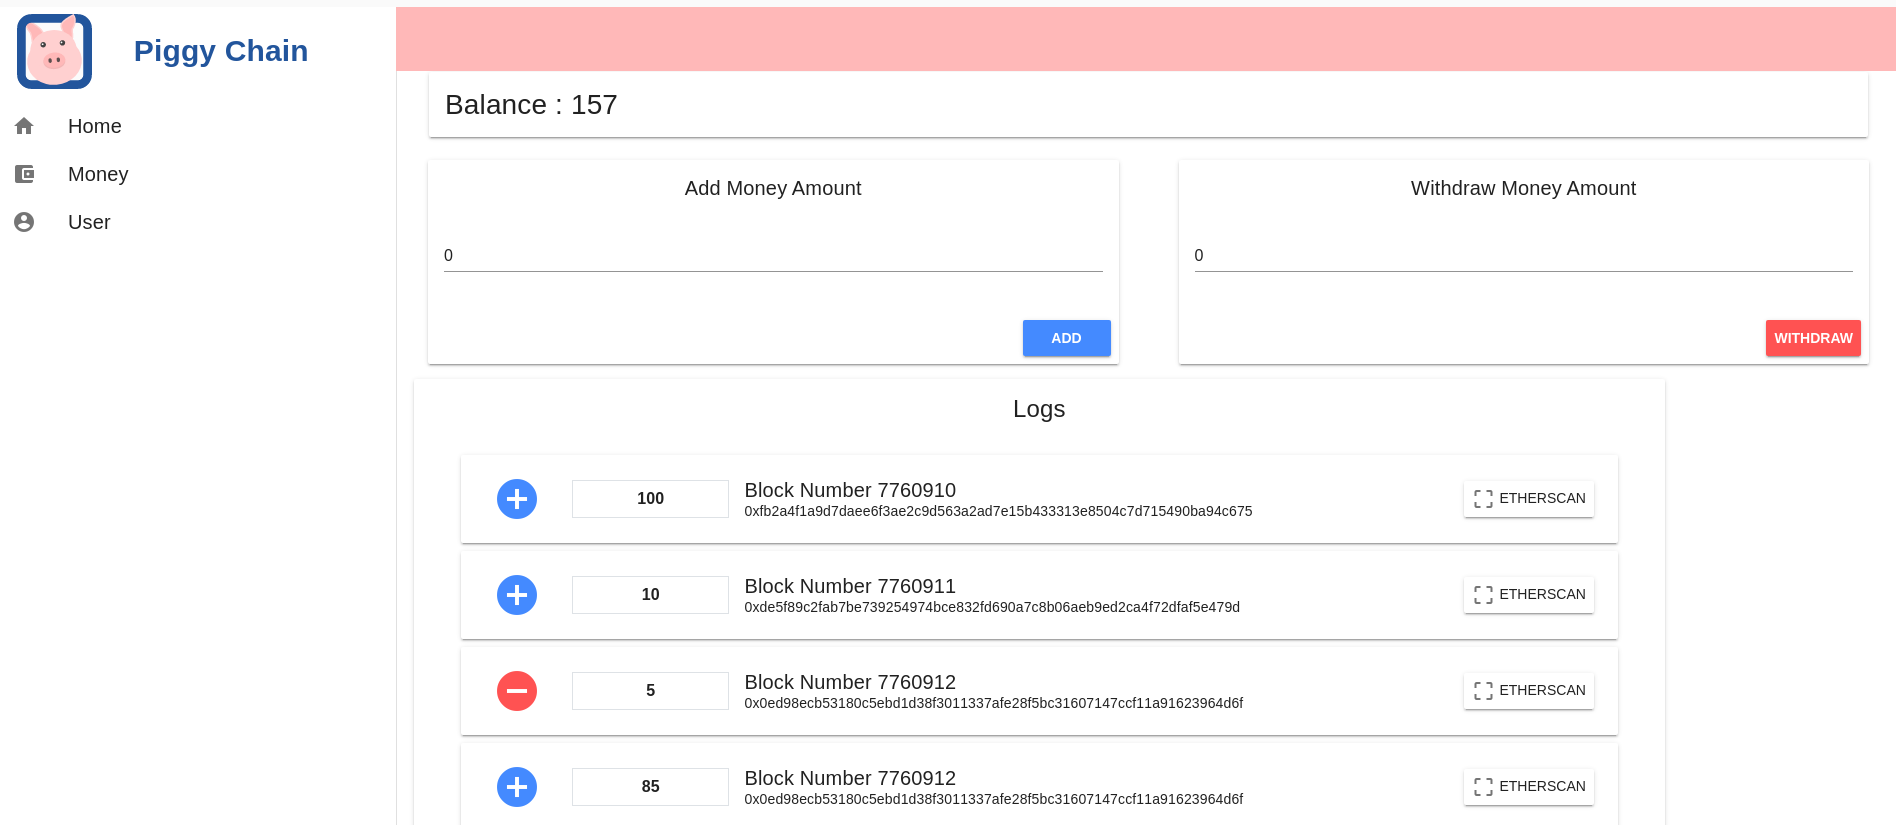 Piggy Chain
Home
Money
User
Balance : 157
Add Money Amount
0
ADD
Withdraw Money Amount
0
WITHDRAW
Logs
100
Block Number 7760910
0xfb2a4f1a9d7daee6f3ae2c9d563a2ad7e15b433313e8504c7d715490ba94c675
ETHERSCAN
10
Block Number 7760911
0xde5f89c2fab7be739254974bce832fd690a7c8b06aeb9ed2ca4f72dfaf5e479d
ETHERSCAN
5
Block Number 7760912
0x0ed98ecb53180c5ebd1d38f3011337afe28f5bc31607147ccf11a91623964d6f
ETHERSCAN
85
Block Number 7760912
0x0ed98ecb53180c5ebd1d38f3011337afe28f5bc31607147ccf11a91623964d6f
ETHERSCAN